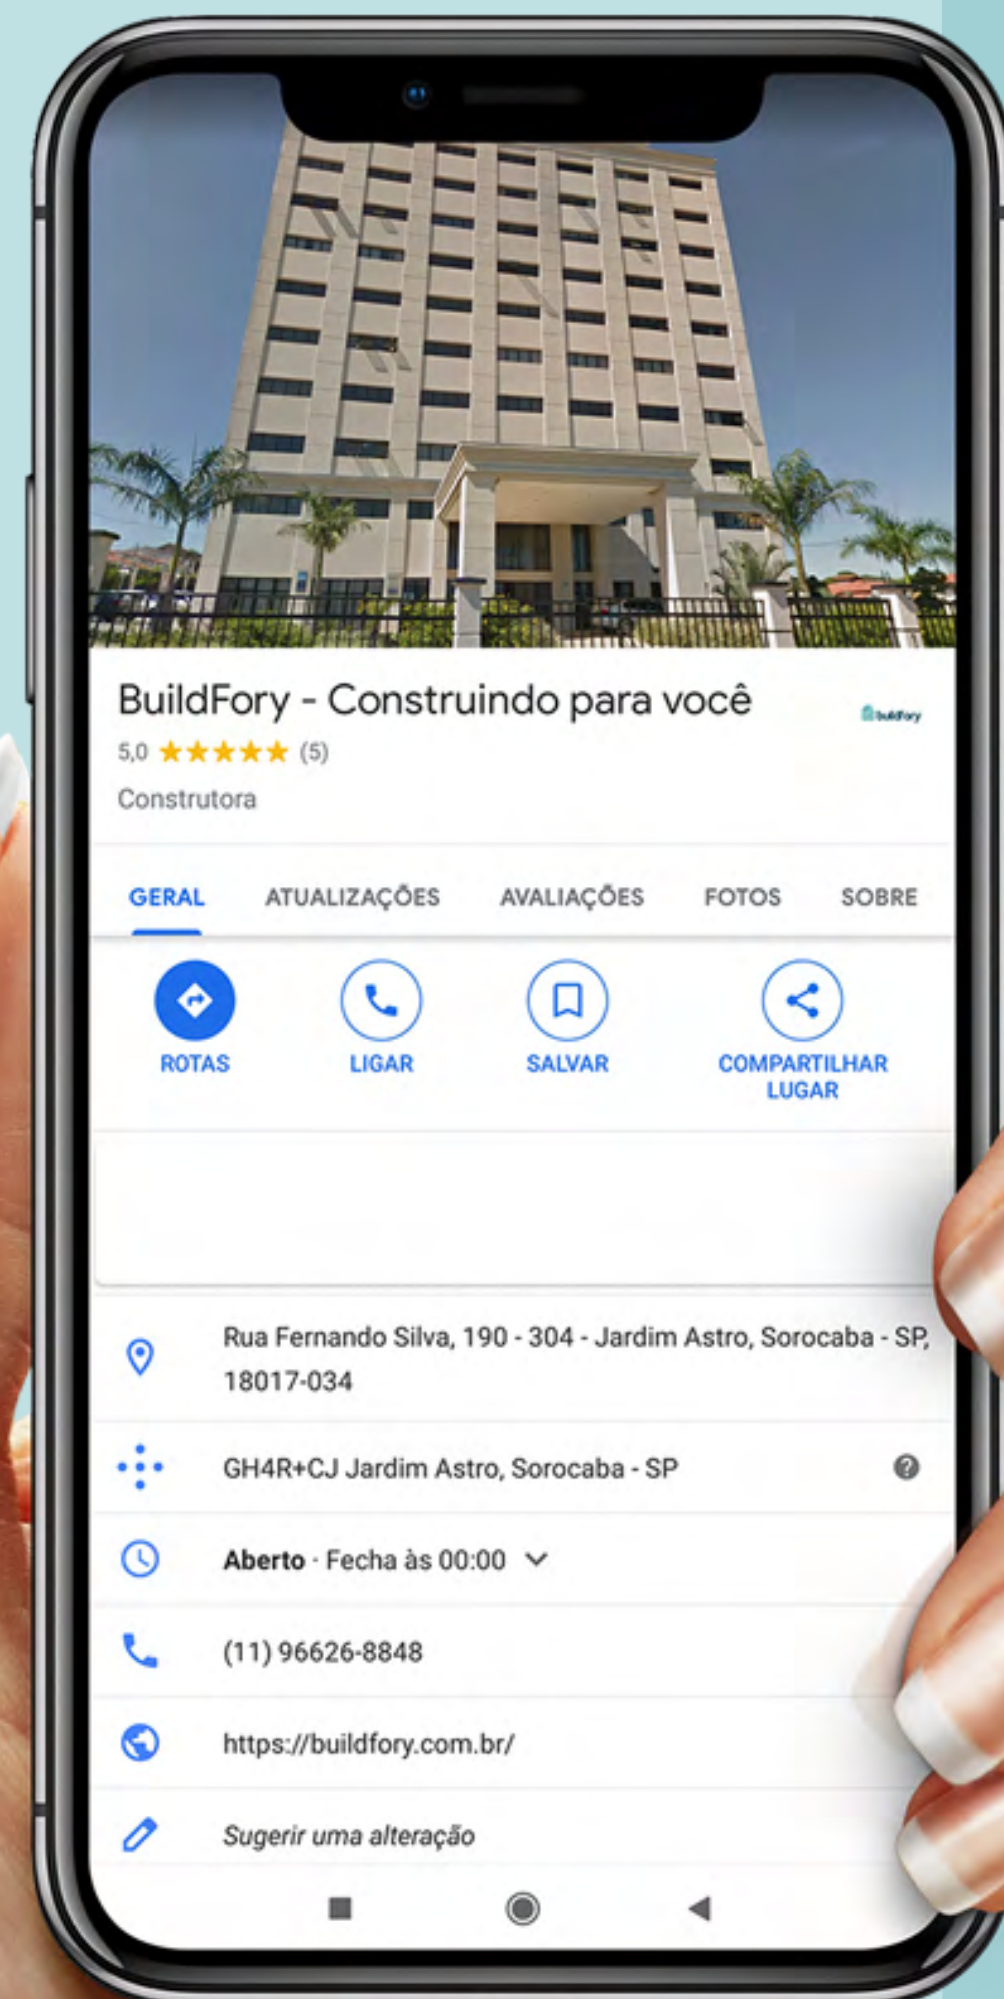 BuildFory - Construindo para você
buildfory
5,0 (5)
Construtora
GERAL ATUALIZAÇÕES AVALIAÇÕES FOTOS SOBRE
ROTAS LIGAR SALVAR COMPARTILHAR
LUGAR
Rua Fernando Silva, 190 - 304 - Jardim Astro, Sorocaba - SP,
18017-034
GH4R+CJ Jardim Astro, Sorocaba - SP
Aberto · Fecha às 00:00
(11) 96626-8848
https://buildfory.com.br/
Sugerir uma alteração